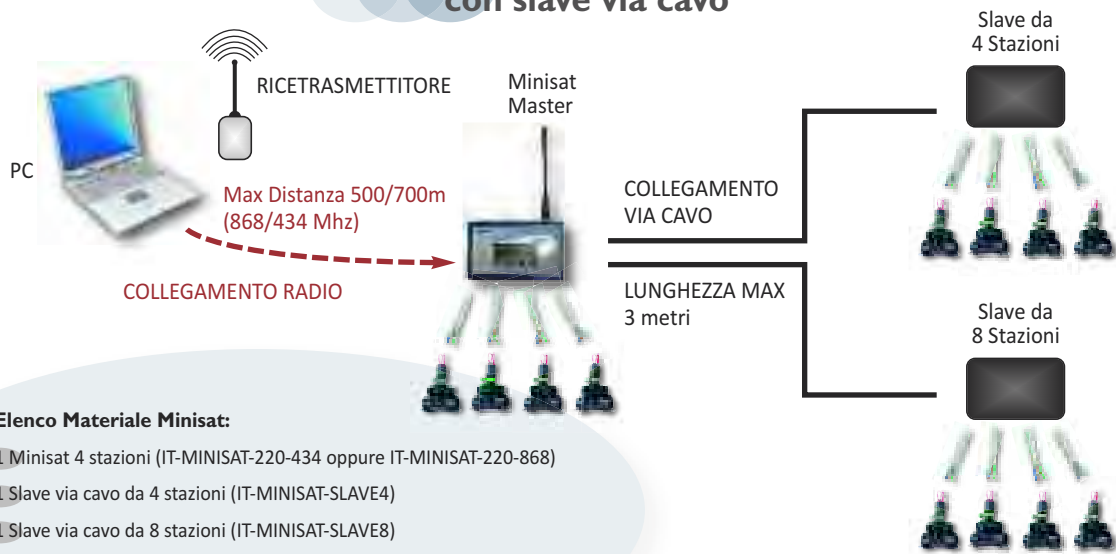 con slave via cavo
Slave da
4 Stazioni
RICETRASMETTITORE
Minisat
Master
PC
Max Distanza 500/700m
(868/434 Mhz)
COLLEGAMENTO
VIA CAVO
COLLEGAMENTO RADIO
LUNGHEZZA MAX
3 metri
Slave da
8 Stazioni
Elenco Materiale Minisat:
1 Minisat 4 stazioni (IT-MINISAT-220-434 oppure IT-MINISAT-220-868)
1 Slave via cavo da 4 stazioni (IT-MINISAT-SLAVE4)
1 Slave via cavo da 8 stazioni (IT-MINISAT-SLAVE8)